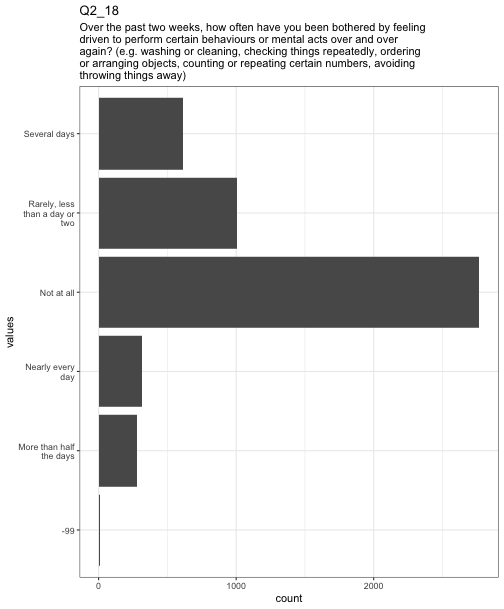 Q2_18
Over the past two weeks, how often have you been bothered by feeling
driven to perform certain behaviours or mental acts over and over
again? (e.g. washing or cleaning, checking things repeatedly, ordering
or arranging objects, counting or repeating certain numbers, avoiding
throwing things away)
Several days
Rarely, less
than a day or
two
Not at all
Nearly every
day
More than half
the days
-99
values
0
1000
2000
count